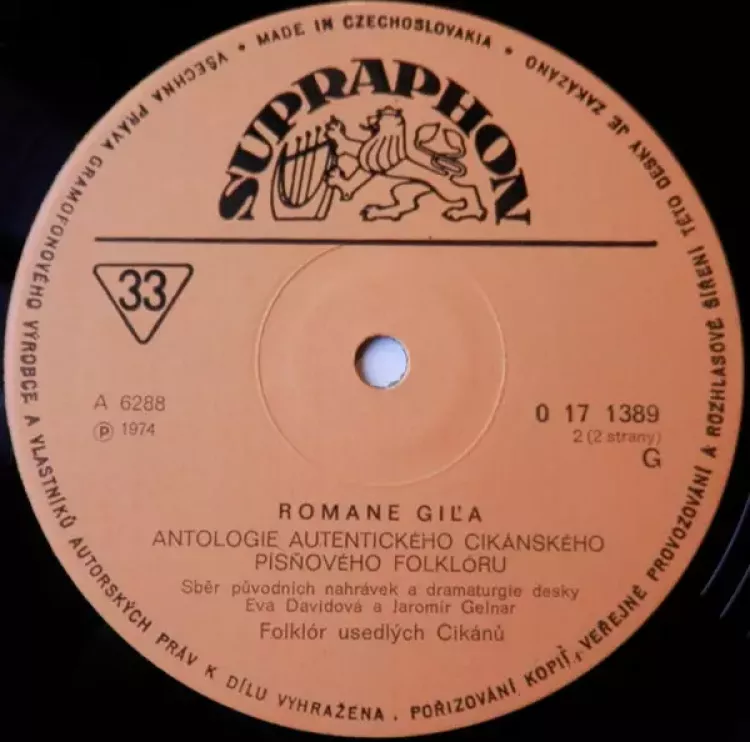 VŠECHNA PRÁVA GRAMOFONOVÉHO VÝROBCE A VLASTNÍKŮ AUTORSKÝCH PRÁV K DÍLU VYHRAŽENA . POŘIZOVÁNÍ KOPIÍ, VEŘEJNÉ PROVOZOVÁNÍ A ROZHLASOVÉ ŠÍŘENÍ TÉTO DESKY JE ZAKÁZÁNO • MADE IN CZECHOSLOVAKIA •
SUPRAPHON
33
A 6288
Ⓟ 1974
0 17 1389
2 (2 strany)
G
ROMANE GIĽA
ANTOLOGIE AUTENTICKÉHO CIKÁNSKÉHO
PÍSŇOVÉHO FOLKLÓRU
Sběr původních nahrávek a dramaturgie desky
Eva Davidová a Jaromír Gelnar
Folklór usedlých Cikánů